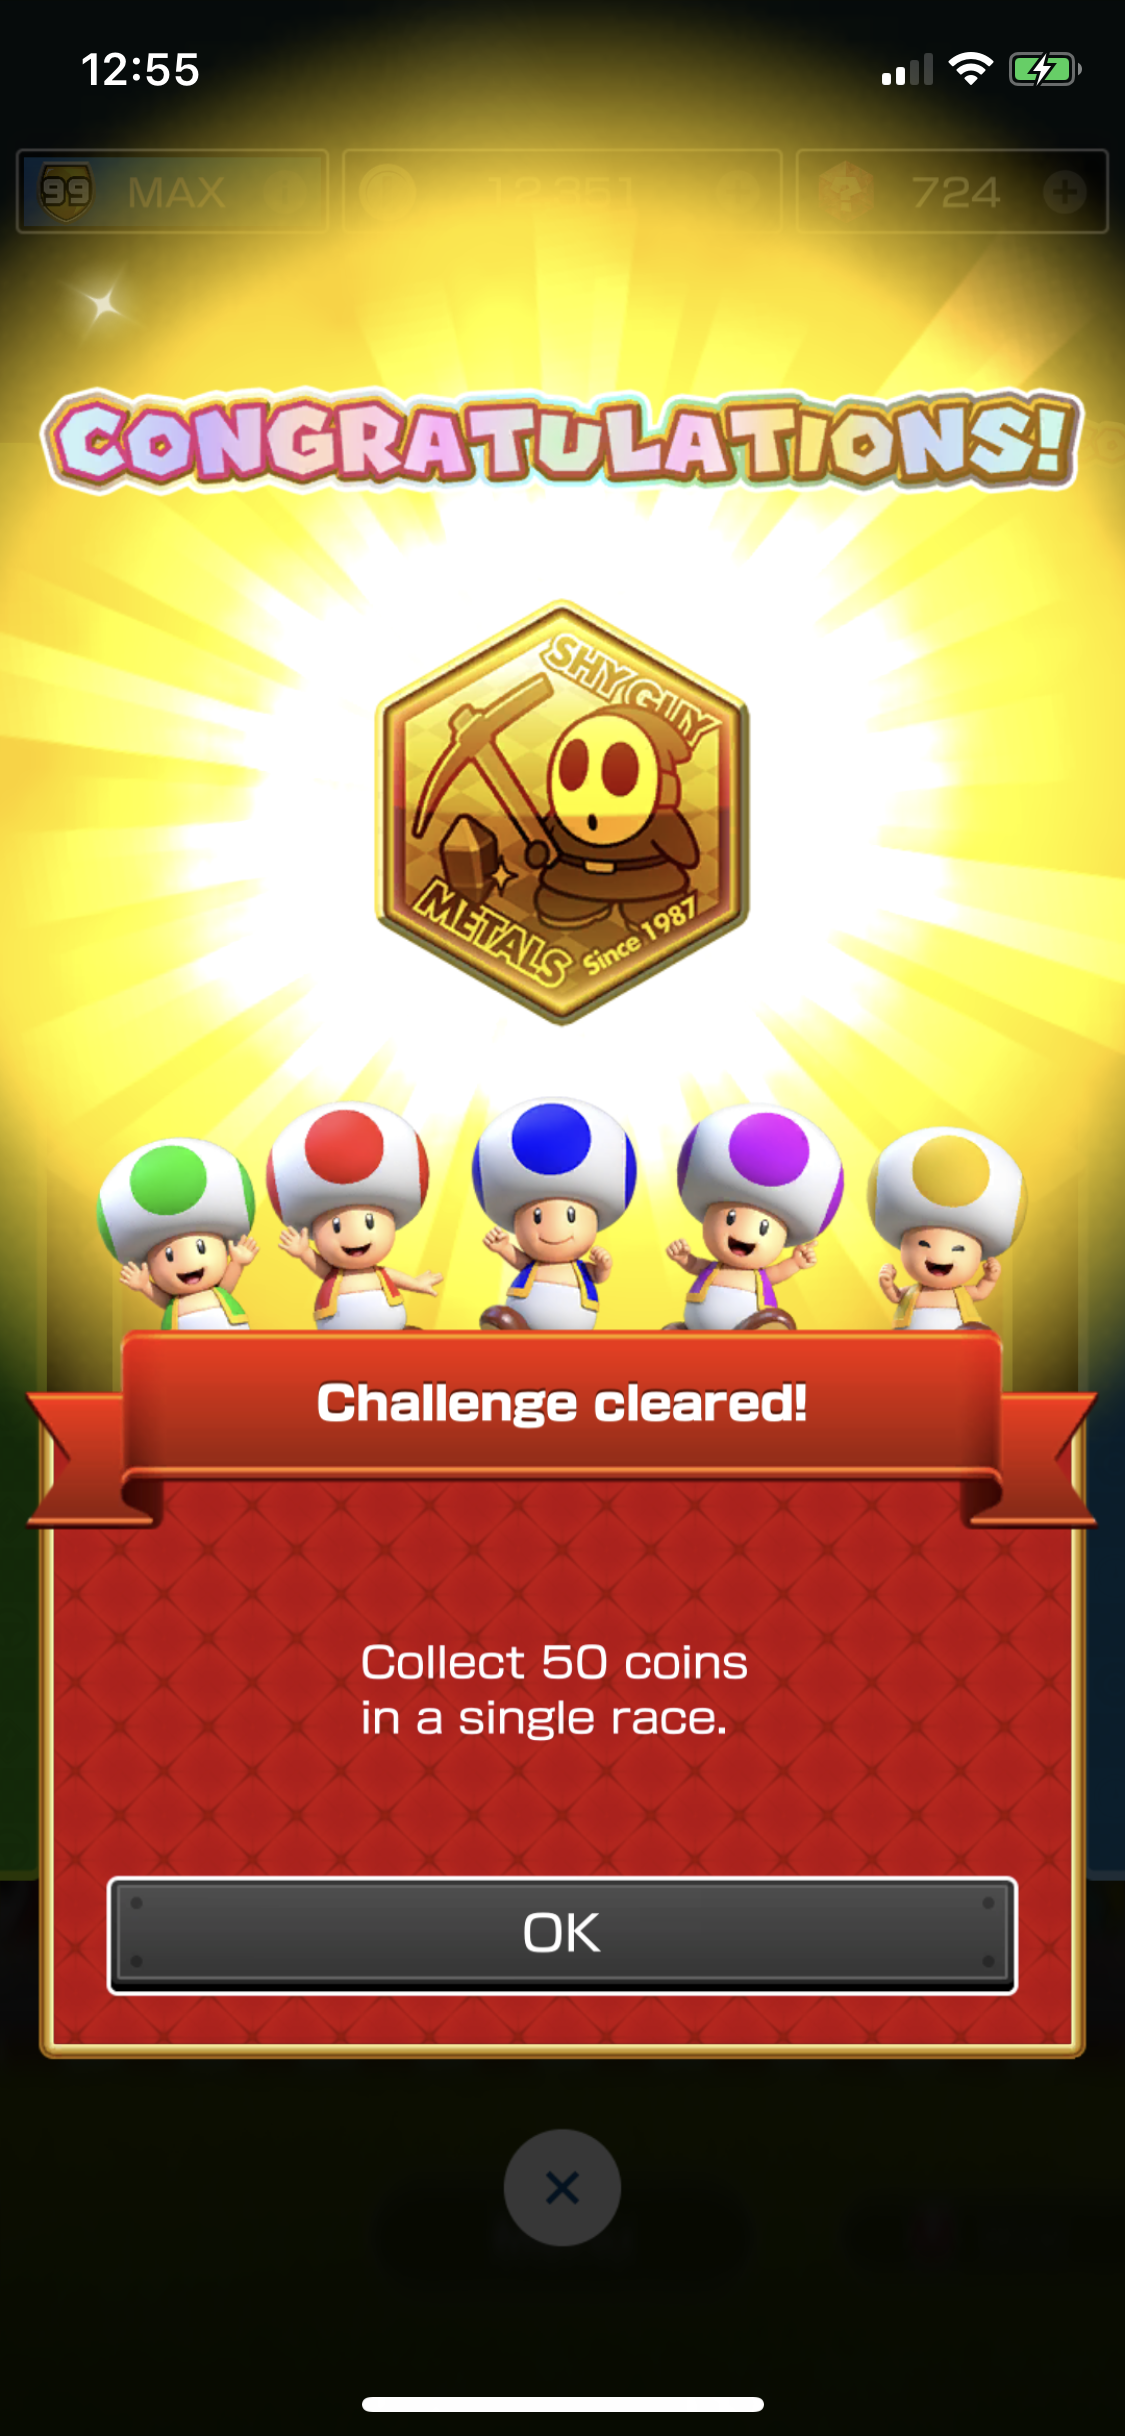 12:55
99 MAX
724
CONGRATULATIONS!
SHY GUY
METALS Since 1987
Challenge cleared!
Collect 50 coins
in a single race.
OK